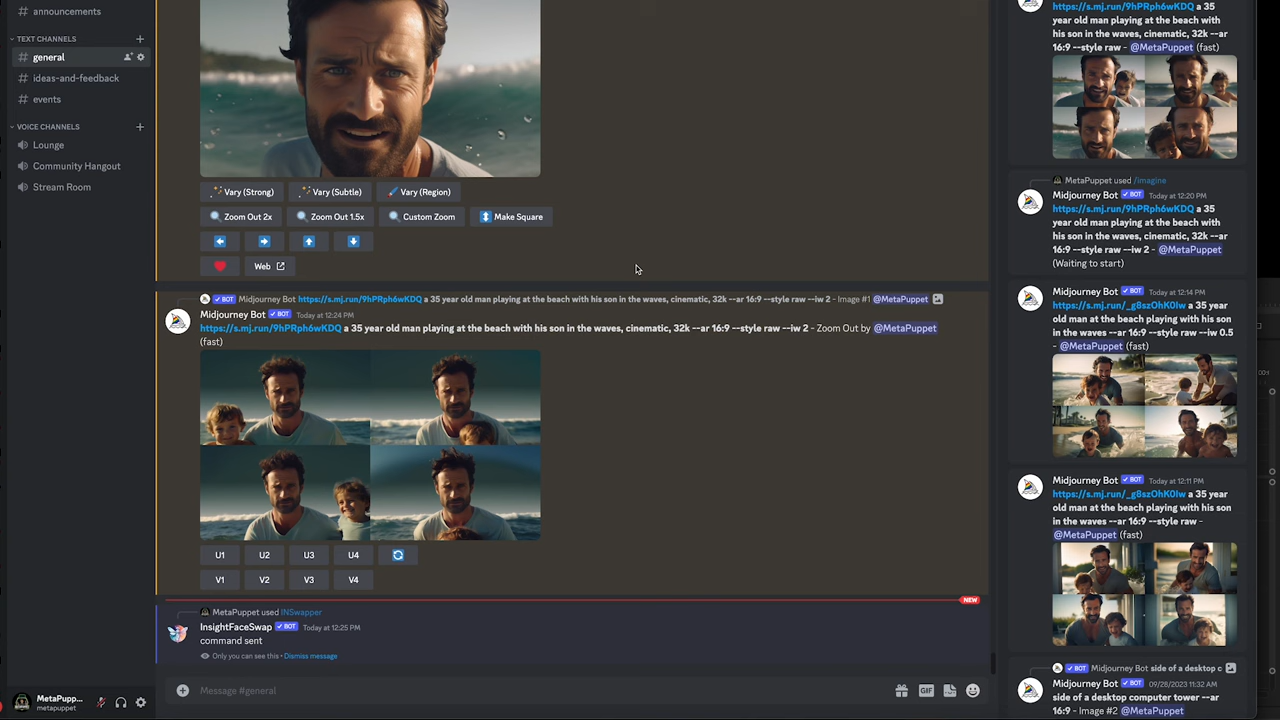 announcements
TEXT CHANNELS
general
ideas-and-feedback
events
VOICE CHANNELS
Lounge
Community Hangout
Stream Room
MetaPupp...
metapuppet
Vary (Strong)
Vary (Subtle)
Vary (Region)
Zoom Out 2x
Zoom Out 1.5x
Custom Zoom
Make Square
Web
BOT Midjourney Bot https://s.mj.run/9hPRph6wKDQ a 35 year old man playing at the beach with his son in the waves, cinematic, 32k --ar 16:9 --style raw --iw 2 - Image #1 @MetaPuppet
Midjourney Bot BOT Today at 12:24 PM
https://s.mj.run/9hPRph6wKDQ a 35 year old man playing at the beach with his son in the waves, cinematic, 32k --ar 16:9 --style raw --iw 2 - Zoom Out by @MetaPuppet
(fast)
U1
U2
U3
U4
V1
V2
V3
V4
NEW
MetaPuppet used INSwapper
InsightFaceSwap BOT Today at 12:25 PM
command sent
Only you can see this • Dismiss message
Message #general
GIF
https://s.mj.run/9hPRph6wKDQ a 35
year old man playing at the beach with
his son in the waves, cinematic, 32k --ar
16:9 --style raw - @MetaPuppet (fast)
MetaPuppet used /imagine
Midjourney Bot BOT Today at 12:20 PM
https://s.mj.run/9hPRph6wKDQ a 35
year old man playing at the beach with
his son in the waves, cinematic, 32k --ar
16:9 --style raw --iw 2 - @MetaPuppet
(Waiting to start)
Midjourney Bot BOT Today at 12:14 PM
https://s.mj.run/_g8szOhK0Iw a 35 year
old man at the beach playing with his son
in the waves --ar 16:9 --style raw --iw 0.5
- @MetaPuppet (fast)
Midjourney Bot BOT Today at 12:11 PM
https://s.mj.run/_g8szOhK0Iw a 35 year
old man at the beach playing with his son
in the waves --ar 16:9 --style raw -
@MetaPuppet (fast)
BOT Midjourney Bot side of a desktop c
Midjourney Bot BOT 09/28/2023 11:32 AM
side of a desktop computer tower --ar
16:9 - Image #2 @MetaPuppet